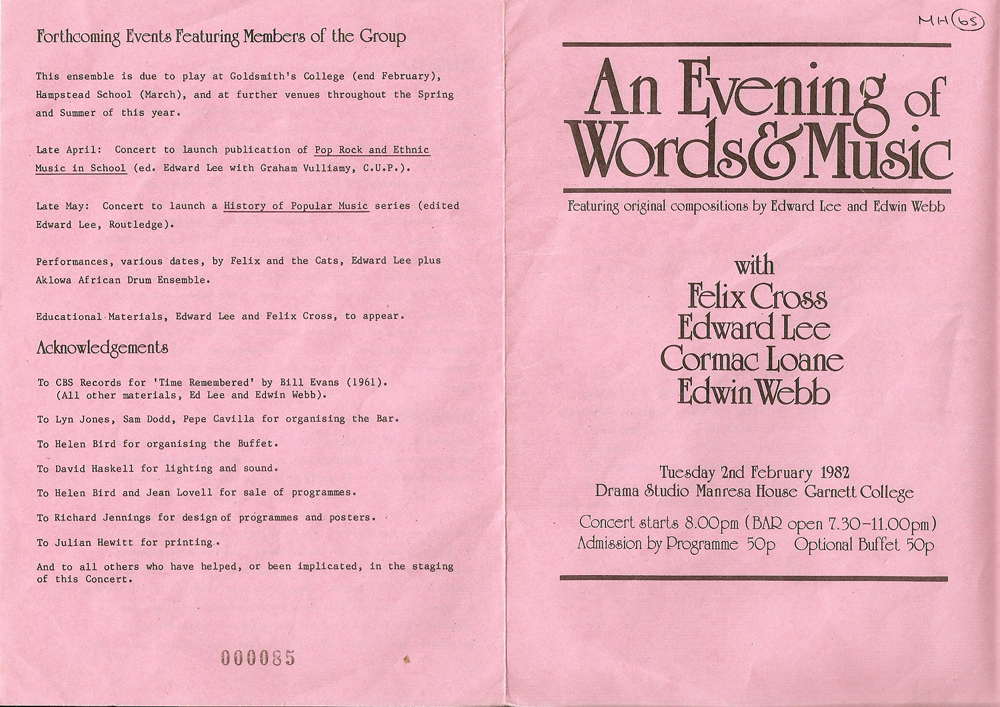 Forthcoming Events Featuring Members of the Group
This ensemble is due to play at Goldsmith's College (end February),
Hampstead School (March), and at further venues throughout the Spring
and Summer of this year.
Late April: Concert to launch publication of Pop Rock and Ethnic
Music in School (ed. Edward Lee with Graham Vulliamy, C.U.P.).
Late May: Concert to launch a History of Popular Music series (edited
Edward Lee, Routledge).
Performances, various dates, by Felix and the Cats, Edward Lee plus
Aklowa African Drum Ensemble.
Educational Materials, Edward Lee and Felix Cross, to appear.
Acknowledgements
To CBS Records for 'Time Remembered' by Bill Evans (1961).
(All other materials, Ed Lee and Edwin Webb).
To Lyn Jones, Sam Dodd, Pepe Cavilla for organising the Bar.
To Helen Bird for organising the Buffet.
To David Haskell for lighting and sound.
To Helen Bird and Jean Lovell for sale of programmes.
To Richard Jennings for design of programmes and posters.
To Julian Hewitt for printing.
And to all others who have helped, or been implicated, in the staging
of this Concert.
000085
MH 65
An Evening of
Words & Music
Featuring original compositions by Edward Lee and Edwin Webb
with
Felix Cross
Edward Lee
Cormac Loane
Edwin Webb
Tuesday 2nd February 1982
Drama Studio Manresa House Garnett College
Concert starts 8.00pm (BAR open 7.30-11.00pm)
Admission by Programme 50p Optional Buffet 50p